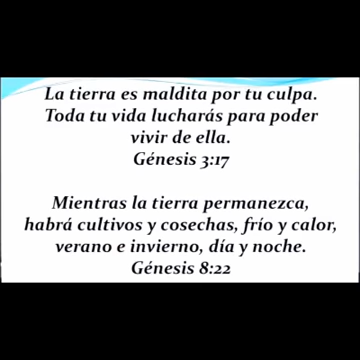 La tierra es maldita por tu culpa.
Toda tu vida lucharás para poder
vivir de ella.
Génesis 3:17
Mientras la tierra permanezca,
habrá cultivos y cosechas, frío y calor,
verano e invierno, día y noche.
Génesis 8:22